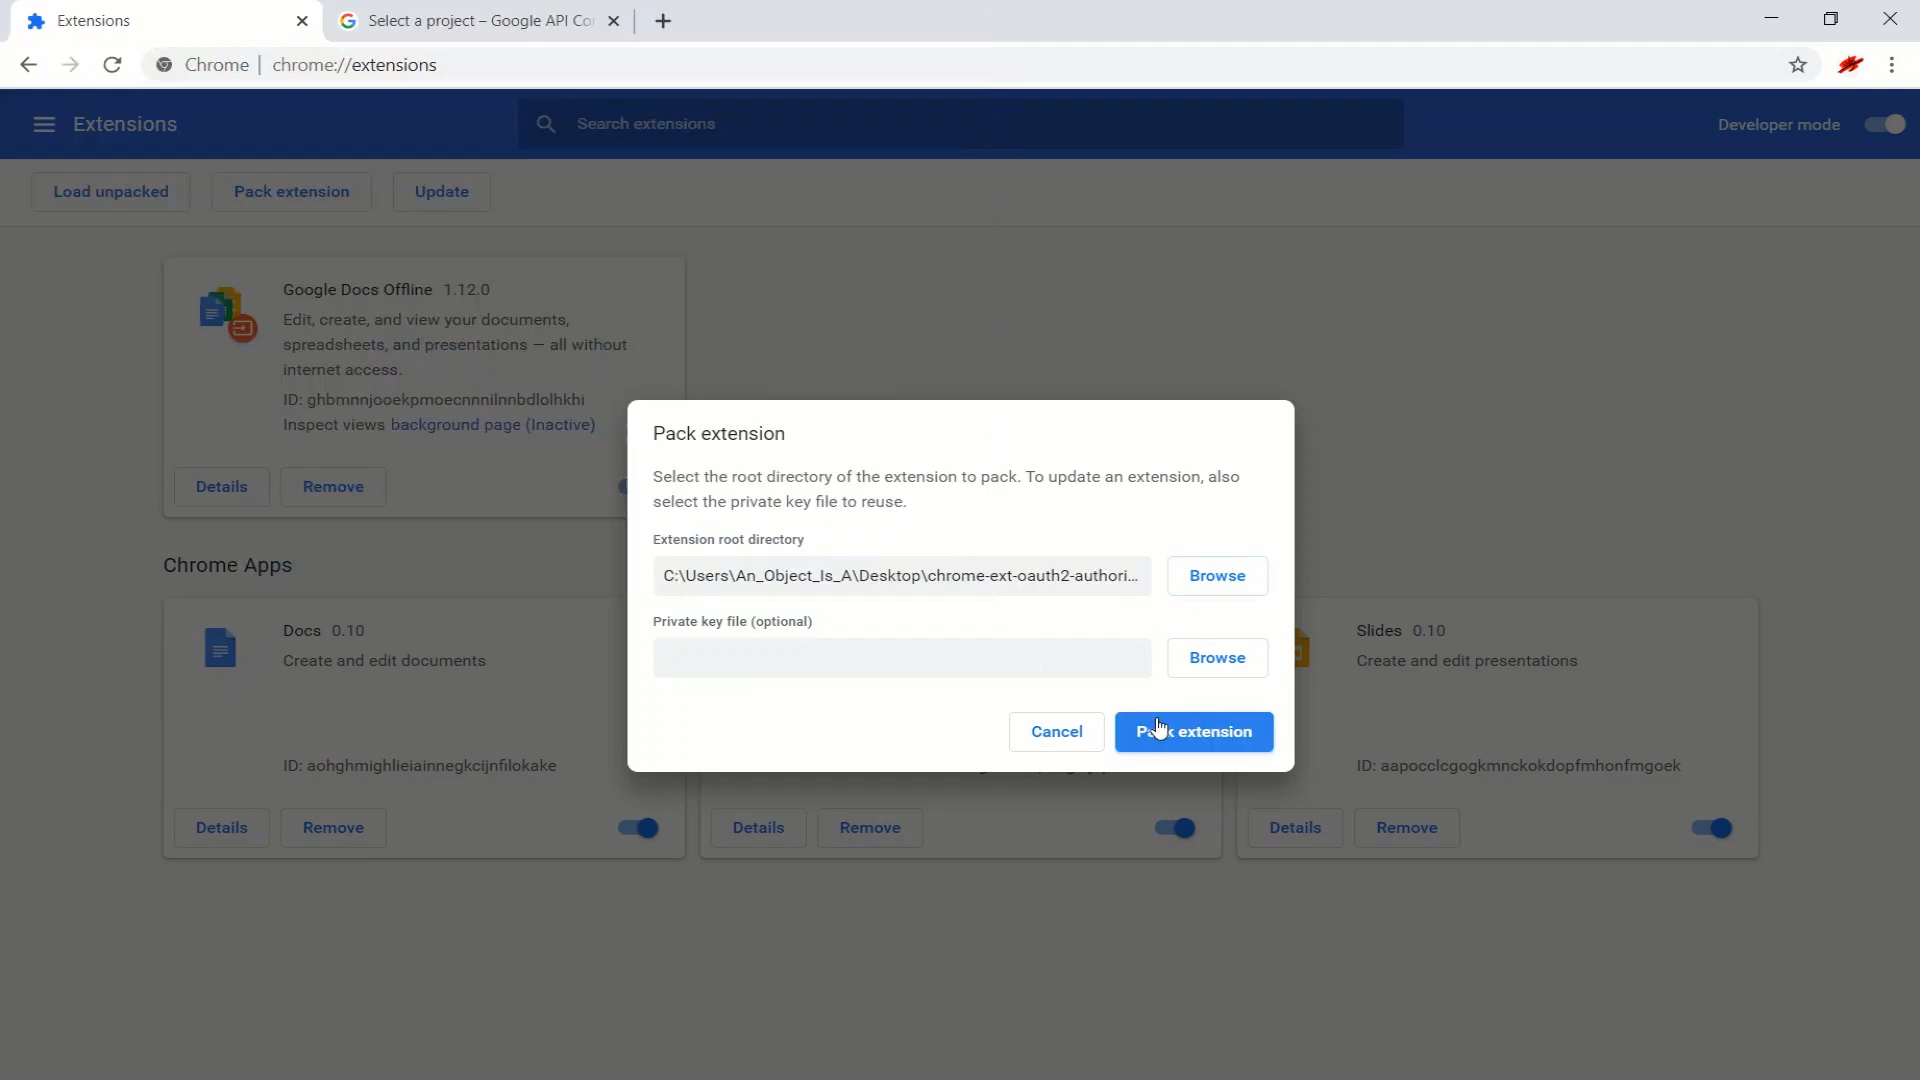 Extensions
Select a project – Google API Co
Chrome | chrome://extensions
Extensions
Search extensions
Developer mode
Load unpacked
Pack extension
Update
Google Docs Offline 1.12.0
Edit, create, and view your documents,
spreadsheets, and presentations — all without
internet access.
ID: ghbmnnjooekpmoecnnnilnnbdlolhkhi
Inspect views background page (Inactive)
Details
Remove
Pack extension
Select the root directory of the extension to pack. To update an extension, also
select the private key file to reuse.
Extension root directory
C:\Users\An_Object_Is_A\Desktop\chrome-ext-oauth2-authori...
Browse
Private key file (optional)
Browse
Cancel
Pack extension
Chrome Apps
Docs 0.10
Create and edit documents
ID: aohghmighlieiainnegkcijnfilokake
Details
Remove
Details
Remove
Slides 0.10
Create and edit presentations
ID: aapocclcgogkmnckokdopfmhonfmgoek
Details
Remove